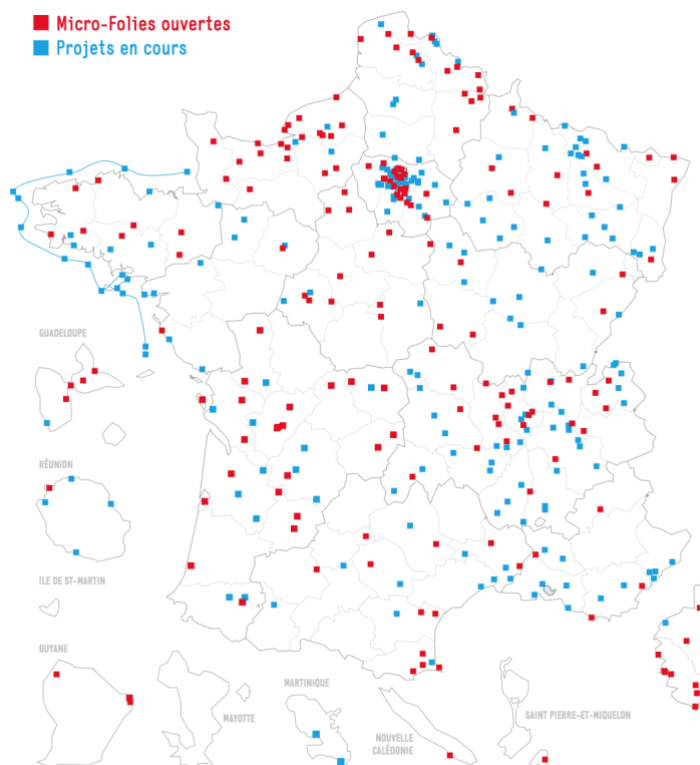 Micro-Folies ouvertes
Projets en cours
GUADELOUPE
RÉUNION
ILE DE ST-MARTIN
GUYANE
MAYOTTE
MARTINIQUE
NOUVELLE
CALÉDONIE
SAINT PIERRE-ET-MIQUELON